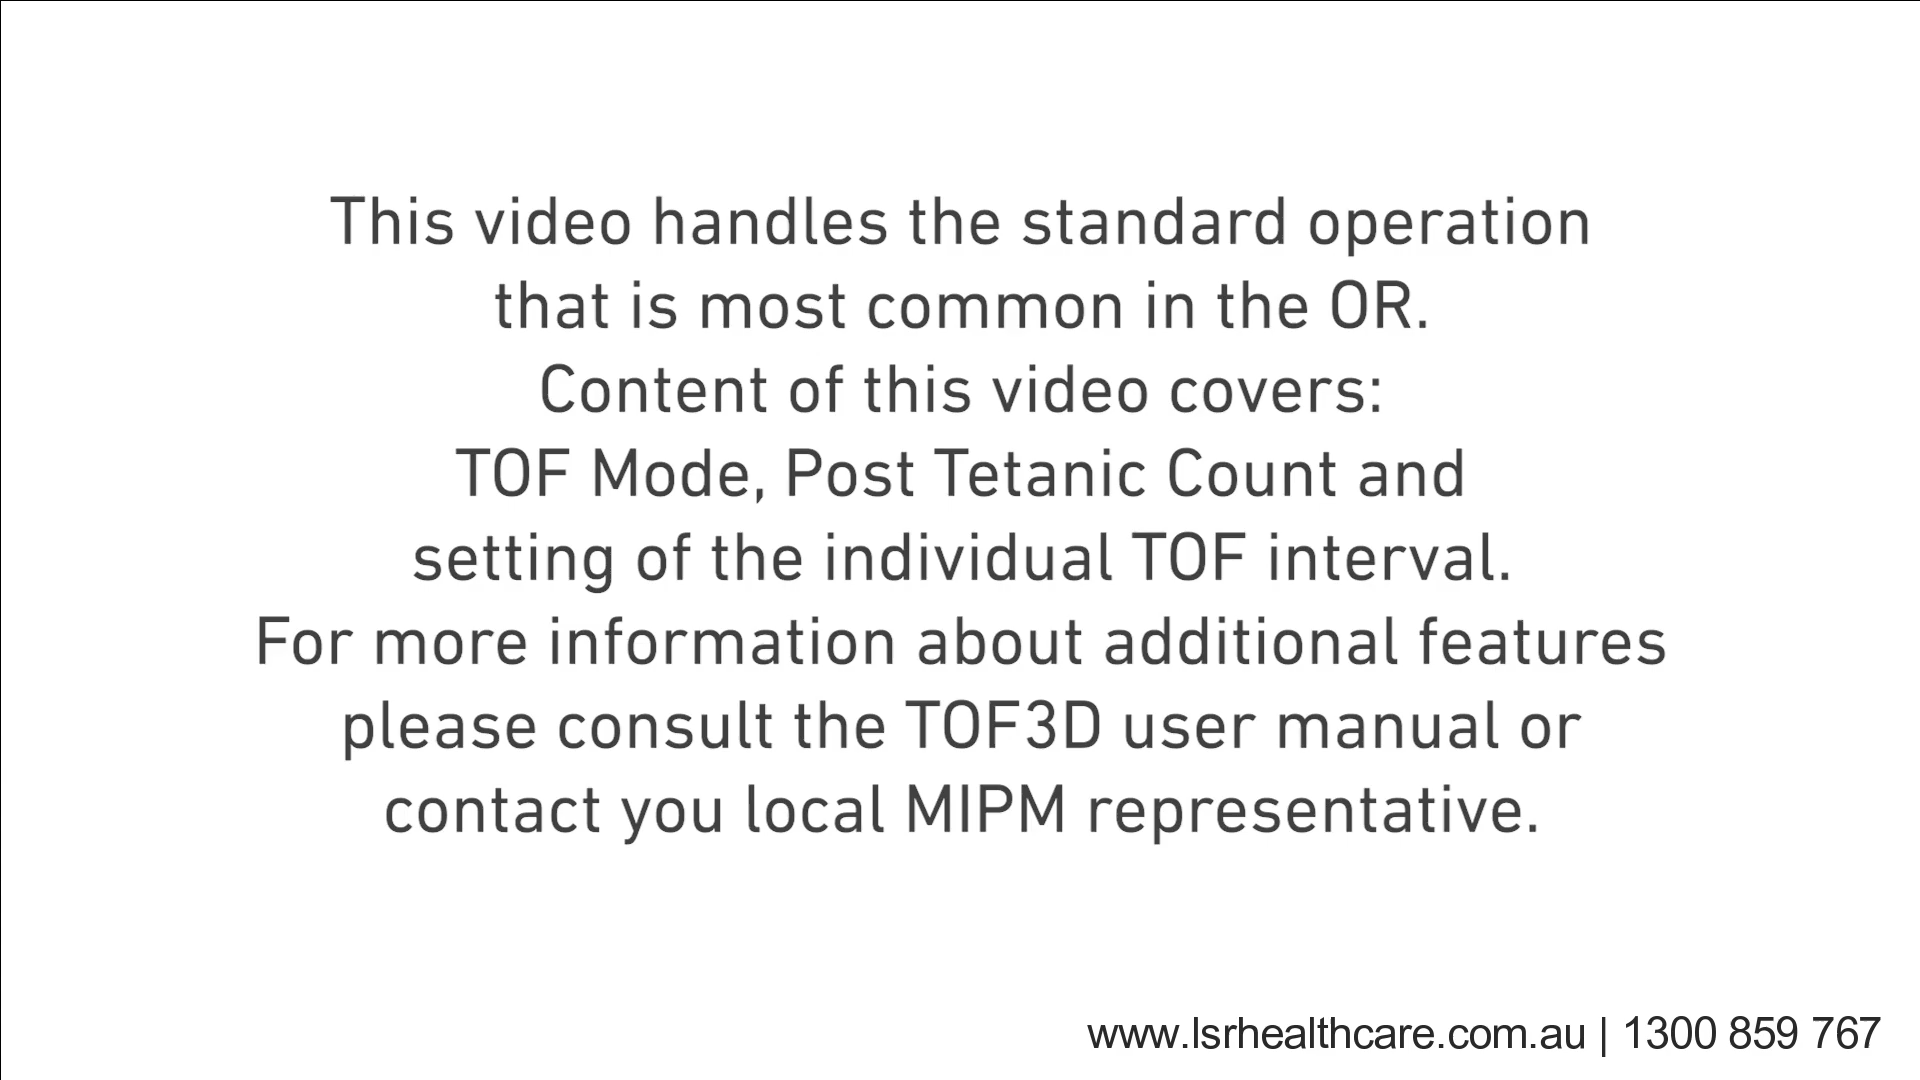 This video handles the standard operation
that is most common in the OR.
Content of this video covers:
TOF Mode, Post Tetanic Count and
setting of the individual TOF interval.
For more information about additional features
please consult the TOF3D user manual or
contact you local MIPM representative.
www.lsrhealthcare.com.au | 1300 859 767